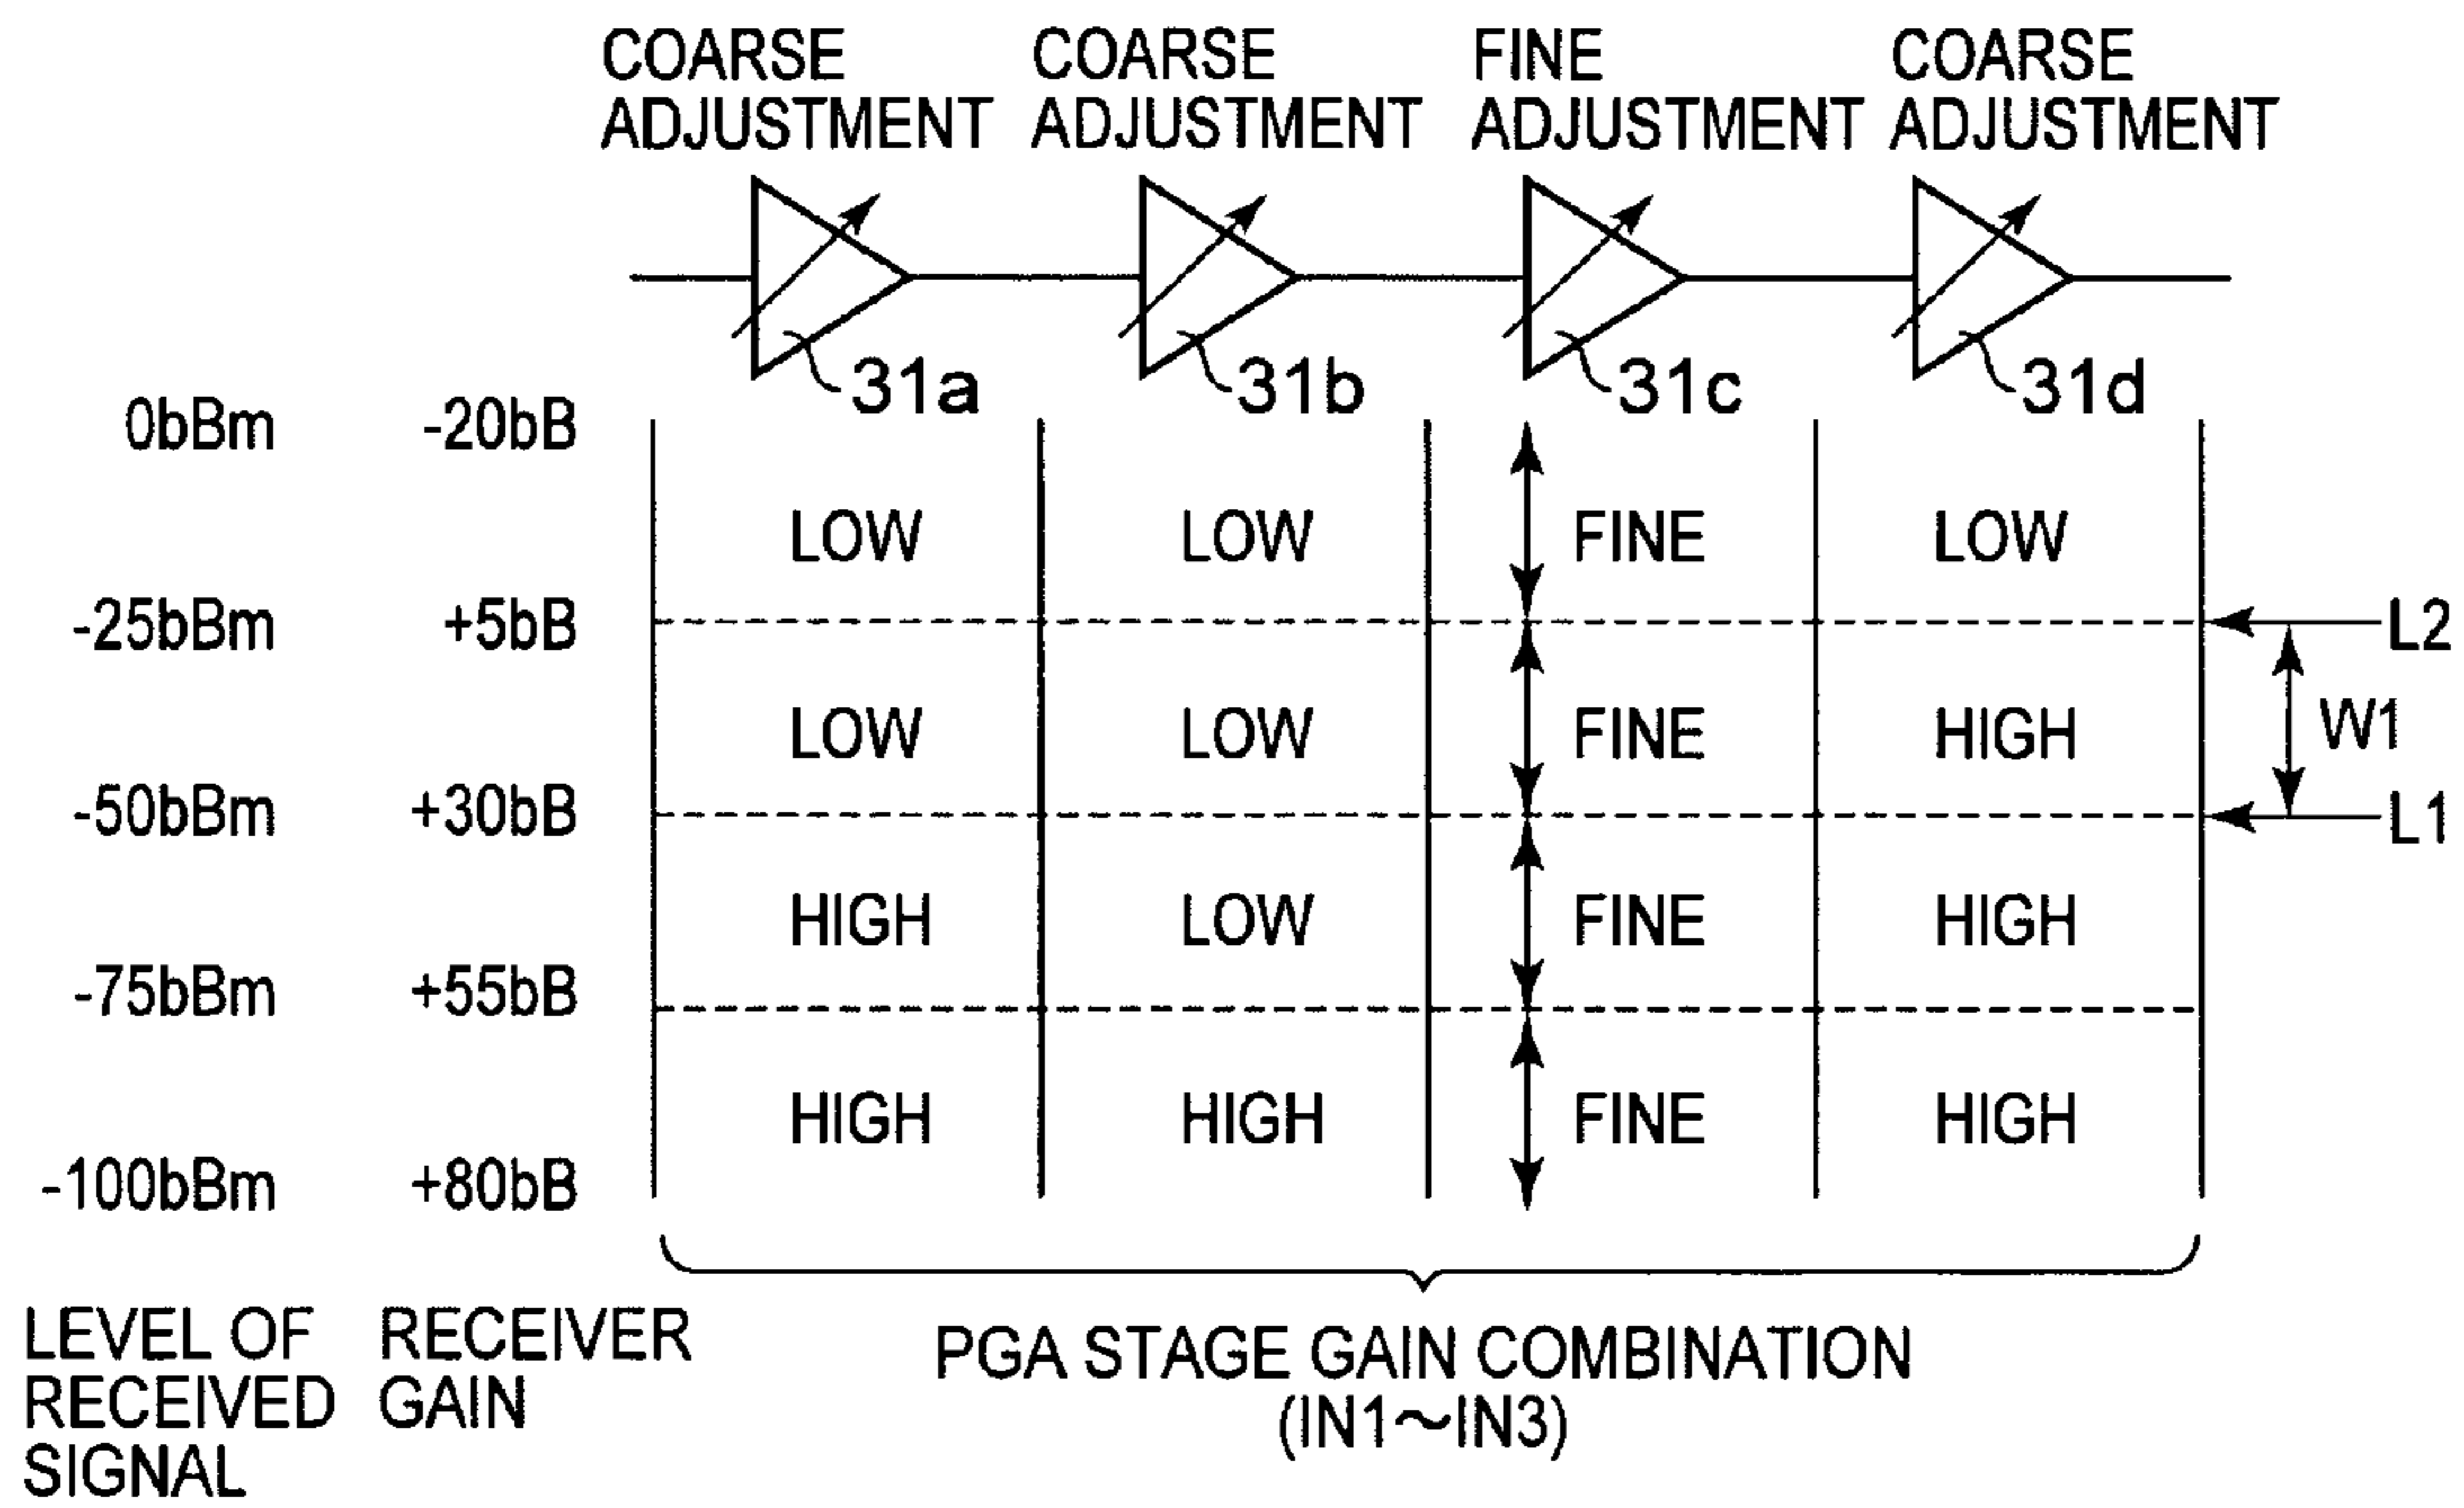 COARSE ADJUSTMENT
COARSE ADJUSTMENT
FINE ADJUSTMENT
COARSE ADJUSTMENT
31a
31b
31c
31d
0bBm -20bB
LOW LOW FINE LOW
-25bBm +5bB L2
LOW LOW FINE HIGH W1
-50bBm +30bB L1
HIGH LOW FINE HIGH
-75bBm +55bB
HIGH HIGH FINE HIGH
-100bBm +80bB
LEVEL OF
RECEIVED
SIGNAL
RECEIVER
GAIN
PGA STAGE GAIN COMBINATION
(IN1～IN3)